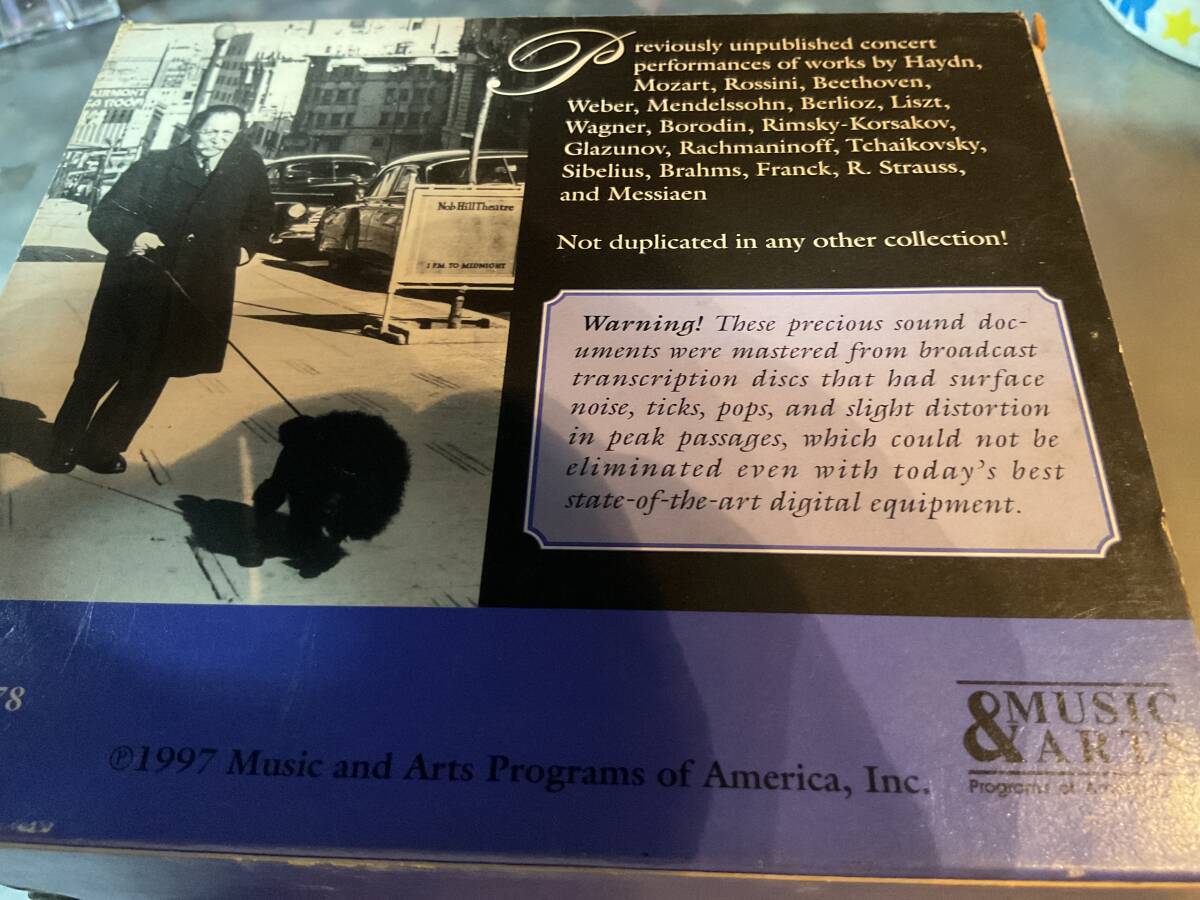 Previously unpublished concert
performances of works by Haydn,
Mozart, Rossini, Beethoven,
Weber, Mendelssohn, Berlioz, Liszt,
Wagner, Borodin, Rimsky-Korsakov,
Glazunov, Rachmaninoff, Tchaikovsky,
Sibelius, Brahms, Franck, R. Strauss,
and Messiaen
Not duplicated in any other collection!
Warning! These precious sound doc-
uments were mastered from broadcast
transcription discs that had surface
noise, ticks, pops, and slight distortion
in peak passages, which could not be
eliminated even with today's best
state-of-the-art digital equipment.
Nob Hill Theatre
1 P.M. TO MIDNIGHT
78
℗1997 Music and Arts Programs of America, Inc.
&MUSIC
ARTS
Programs of